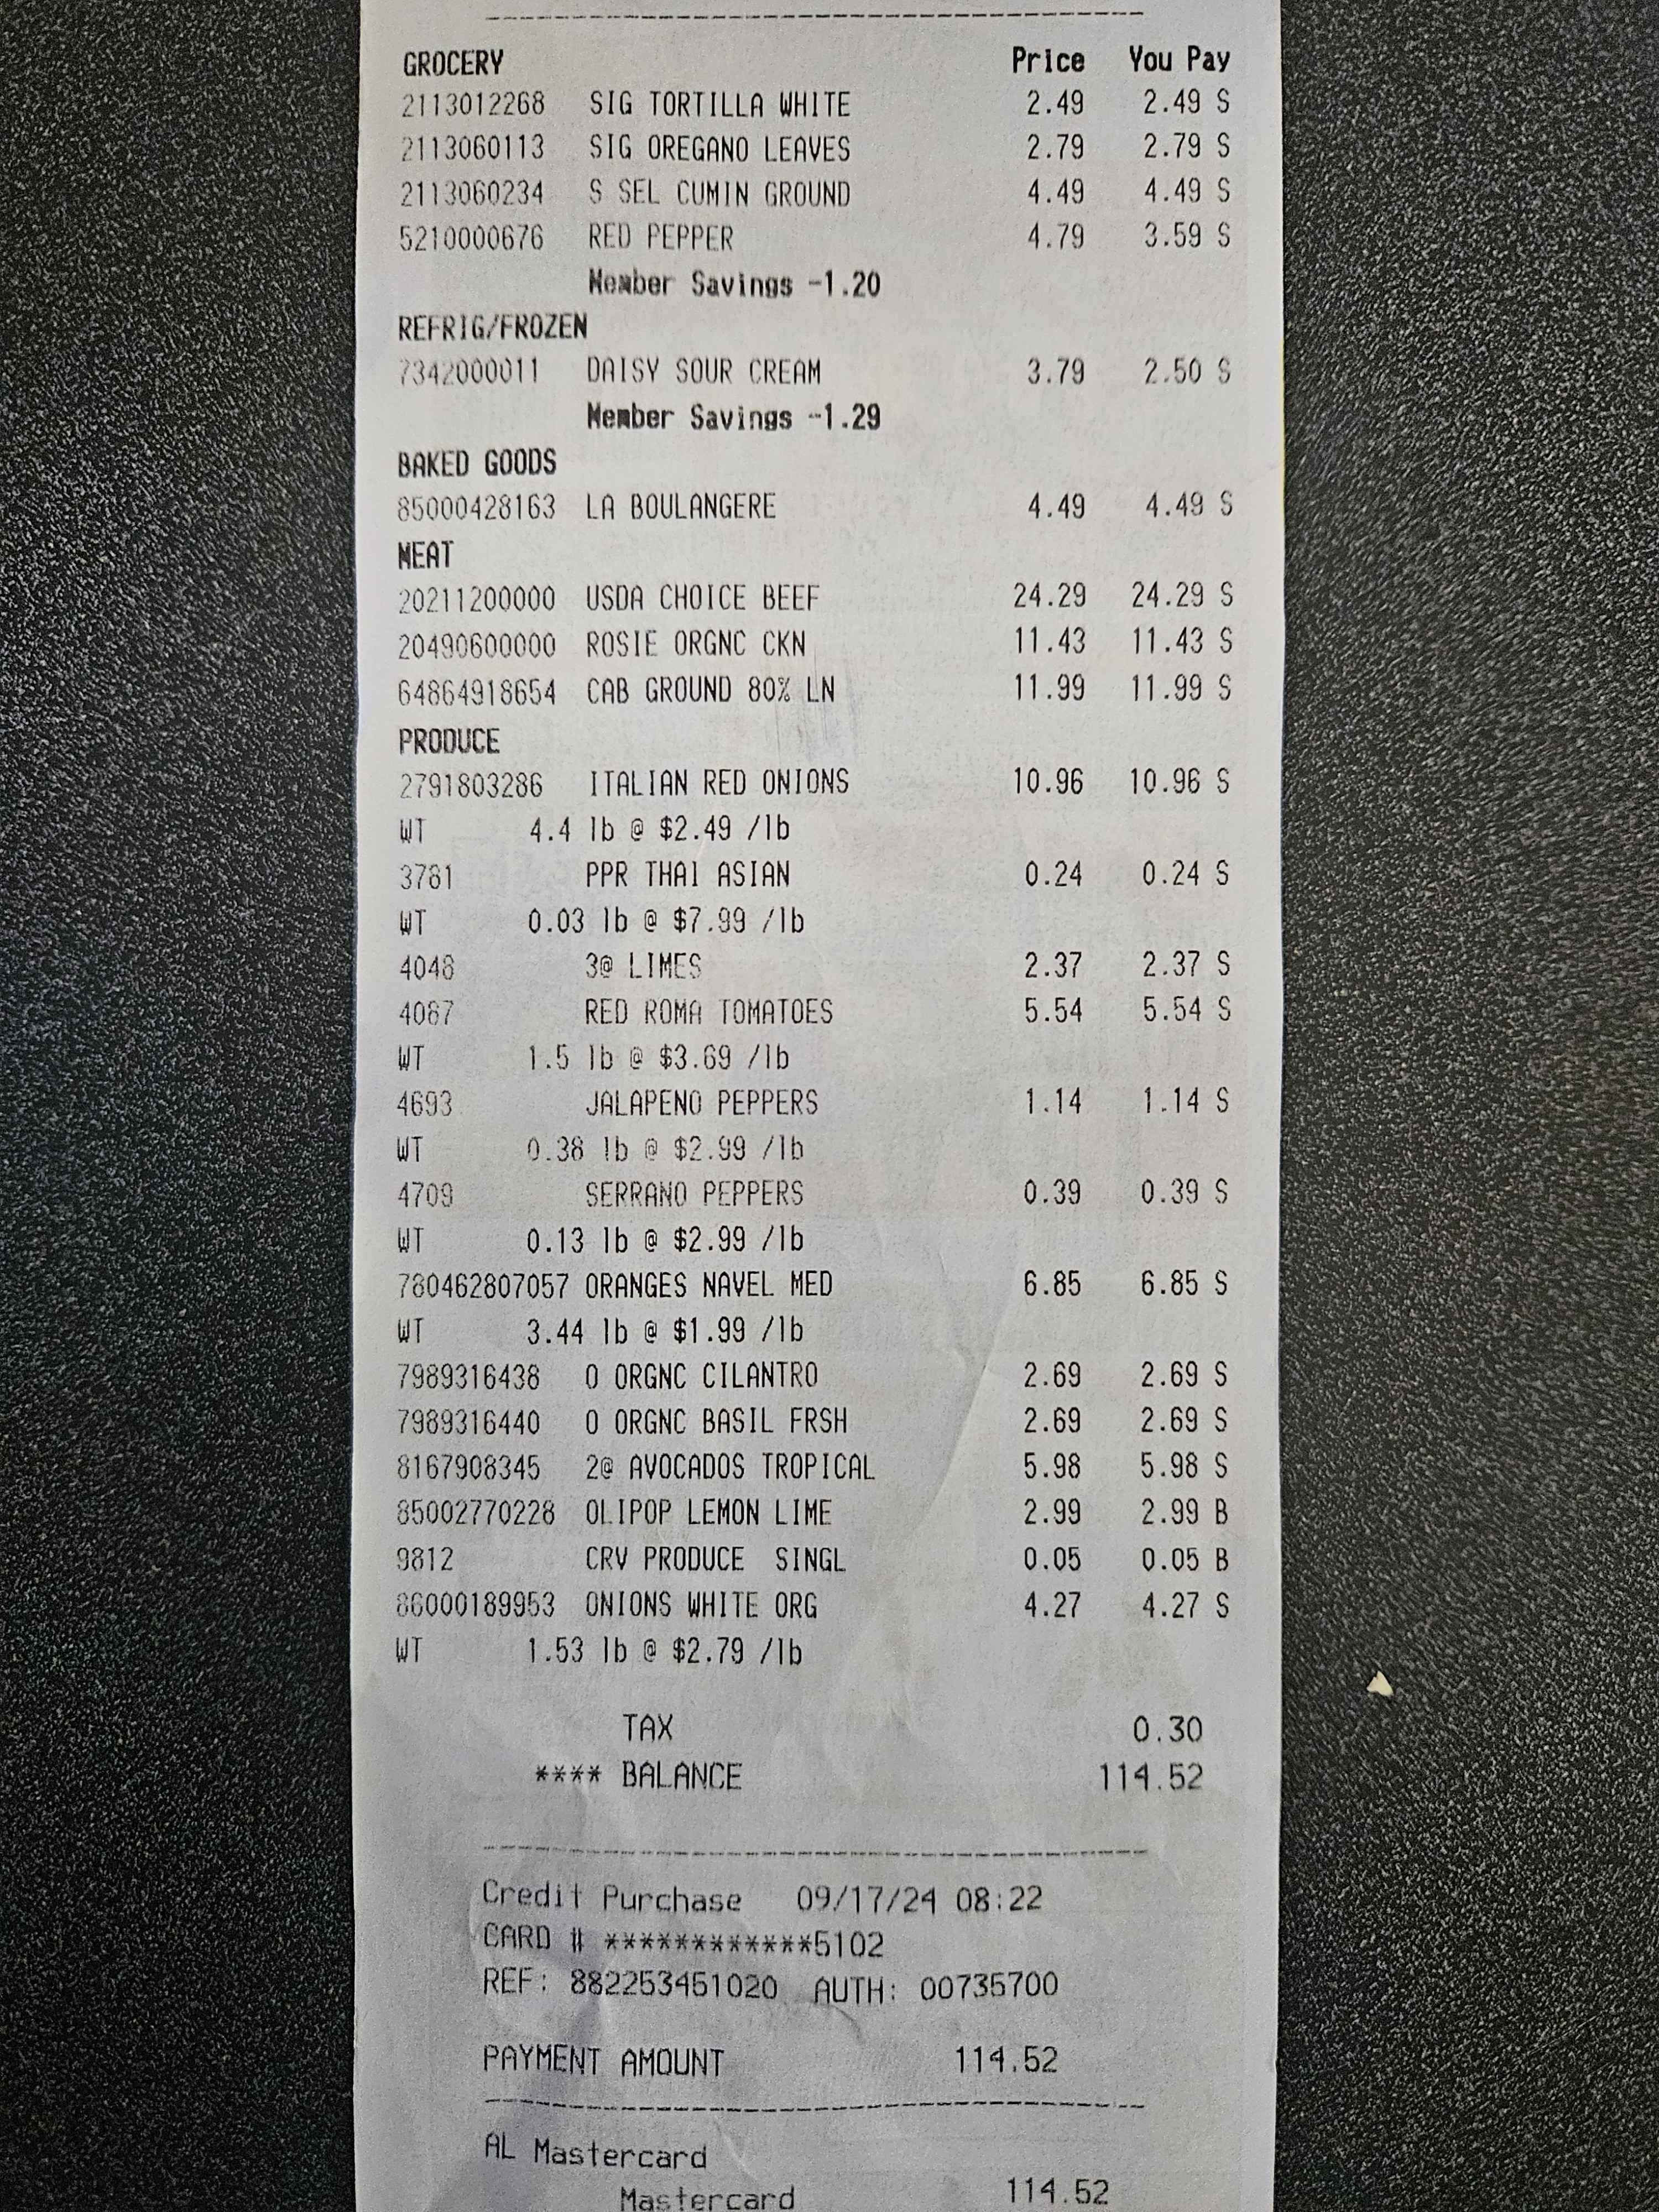 GROCERY Price You Pay
2113012268 SIG TORTILLA WHITE 2.49 2.49 S
2113060113 SIG OREGANO LEAVES 2.79 2.79 S
2113060234 S SEL CUMIN GROUND 4.49 4.49 S
5210000676 RED PEPPER 4.79 3.59 S
Member Savings -1.20
REFRIG/FROZEN
7342000011 DAISY SOUR CREAM 3.79 2.50 S
Member Savings -1.29
BAKED GOODS
85000428163 LA BOULANGERE 4.49 4.49 S
MEAT
20211200000 USDA CHOICE BEEF 24.29 24.29 S
20490600000 ROSIE ORGNC CKN 11.43 11.43 S
64864918654 CAB GROUND 80% LN 11.99 11.99 S
PRODUCE
2791803286 ITALIAN RED ONIONS 10.96 10.96 S
WT 4.4 lb @ $2.49 /lb
3781 PPR THAI ASIAN 0.24 0.24 S
WT 0.03 lb @ $7.99 /lb
4048 3@ LIMES 2.37 2.37 S
4087 RED ROMA TOMATOES 5.54 5.54 S
WT 1.5 lb @ $3.69 /lb
4693 JALAPENO PEPPERS 1.14 1.14 S
WT 0.38 lb @ $2.99 /lb
4709 SERRANO PEPPERS 0.39 0.39 S
WT 0.13 lb @ $2.99 /lb
780462807057 ORANGES NAVEL MED 6.85 6.85 S
WT 3.44 lb @ $1.99 /lb
7989316438 O ORGNC CILANTRO 2.69 2.69 S
7989316440 O ORGNC BASIL FRSH 2.69 2.69 S
8167908345 2@ AVOCADOS TROPICAL 5.98 5.98 S
85002770228 OLIPOP LEMON LIME 2.99 2.99 B
9812 CRV PRODUCE SINGL 0.05 0.05 B
86000189953 ONIONS WHITE ORG 4.27 4.27 S
WT 1.53 lb @ $2.79 /lb
TAX 0.30
**** BALANCE 114.52
Credit Purchase 09/17/24 08:22
CARD # ************5102
REF: 882253451020 AUTH: 00735700
PAYMENT AMOUNT 114.52
AL Mastercard
Mastercard 114.52